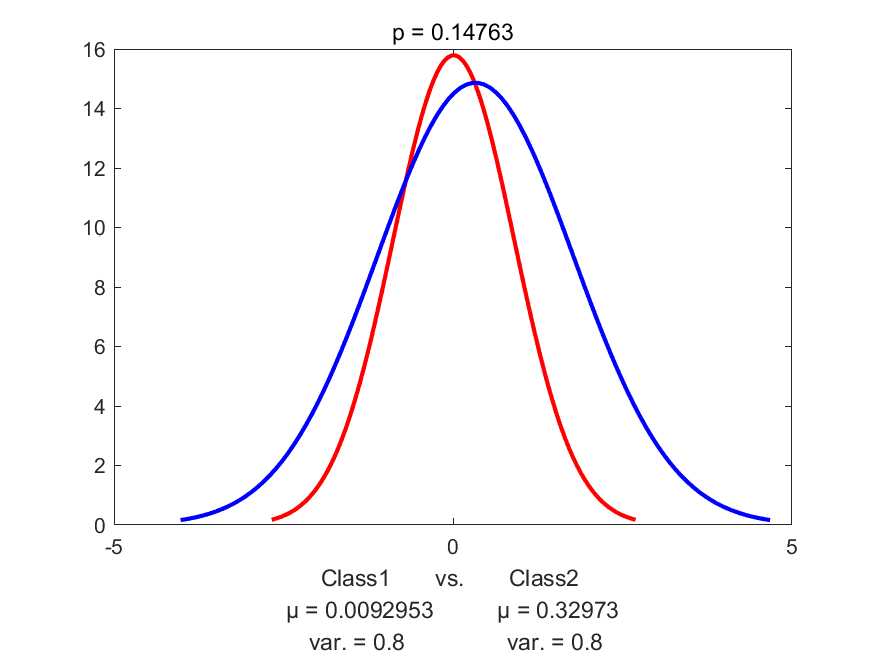 p = 0.14763
16
14
12
10
8
6
4
2
0
-5 0 5
Class1 vs. Class2
μ = 0.0092953 μ = 0.32973
var. = 0.8 var. = 0.8